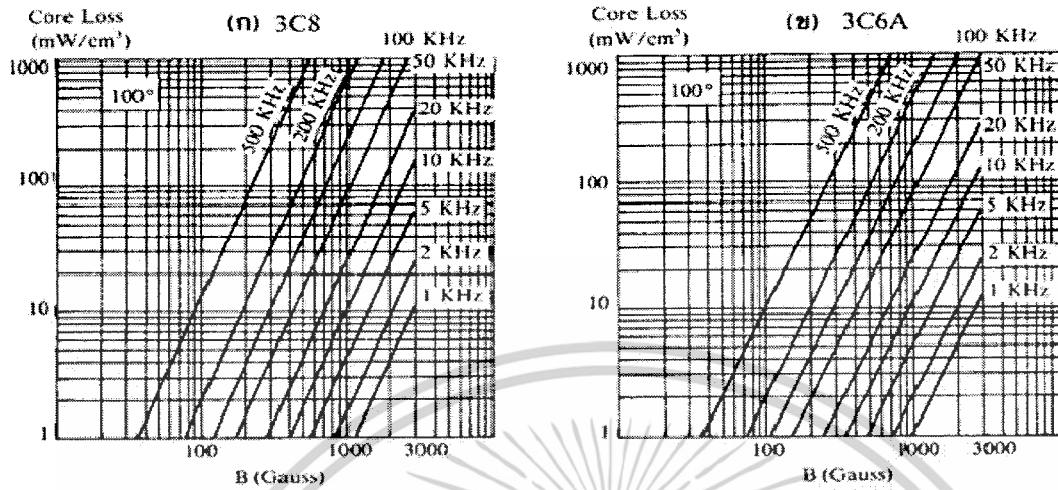 Core Loss
(mW/cm³)
(ก) 3C8
100 KHz
50 KHz
20 KHz
10 KHz
5 KHz
2 KHz
1 KHz
500 KHz
200 KHz
100°
1000
100
10
1
100
1000
3000
B (Gauss)
Core Loss
(mW/cm³)
(ข) 3C6A
100 KHz
50 KHz
20 KHz
10 KHz
5 KHz
2 KHz
1 KHz
500 KHz
200 KHz
100°
1000
100
10
1
100
1000
3000
B (Gauss)